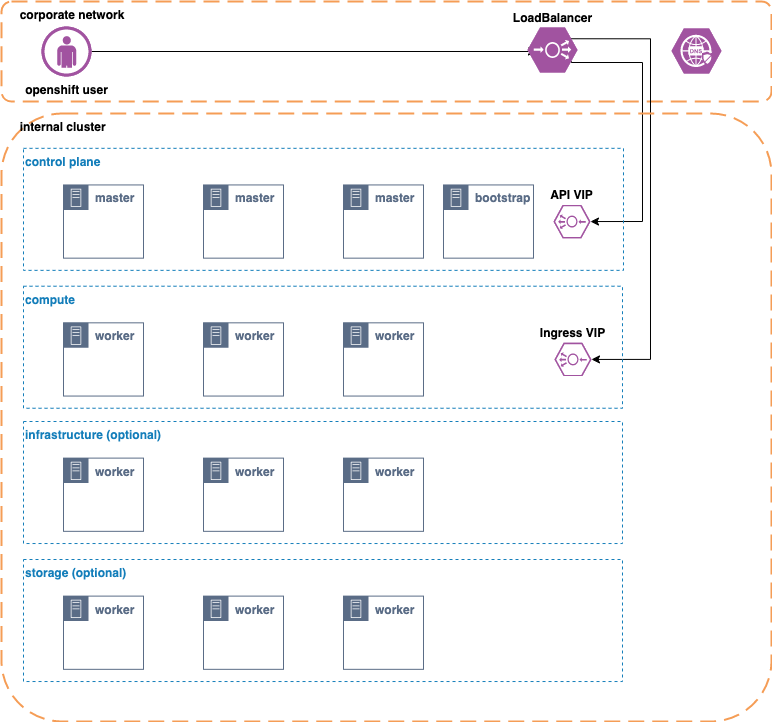 corporate network
LoadBalancer
DNS
openshift user
internal cluster
control plane
master
master
master
bootstrap
API VIP
compute
worker
worker
worker
Ingress VIP
infrastructure (optional)
worker
worker
worker
storage (optional)
worker
worker
worker